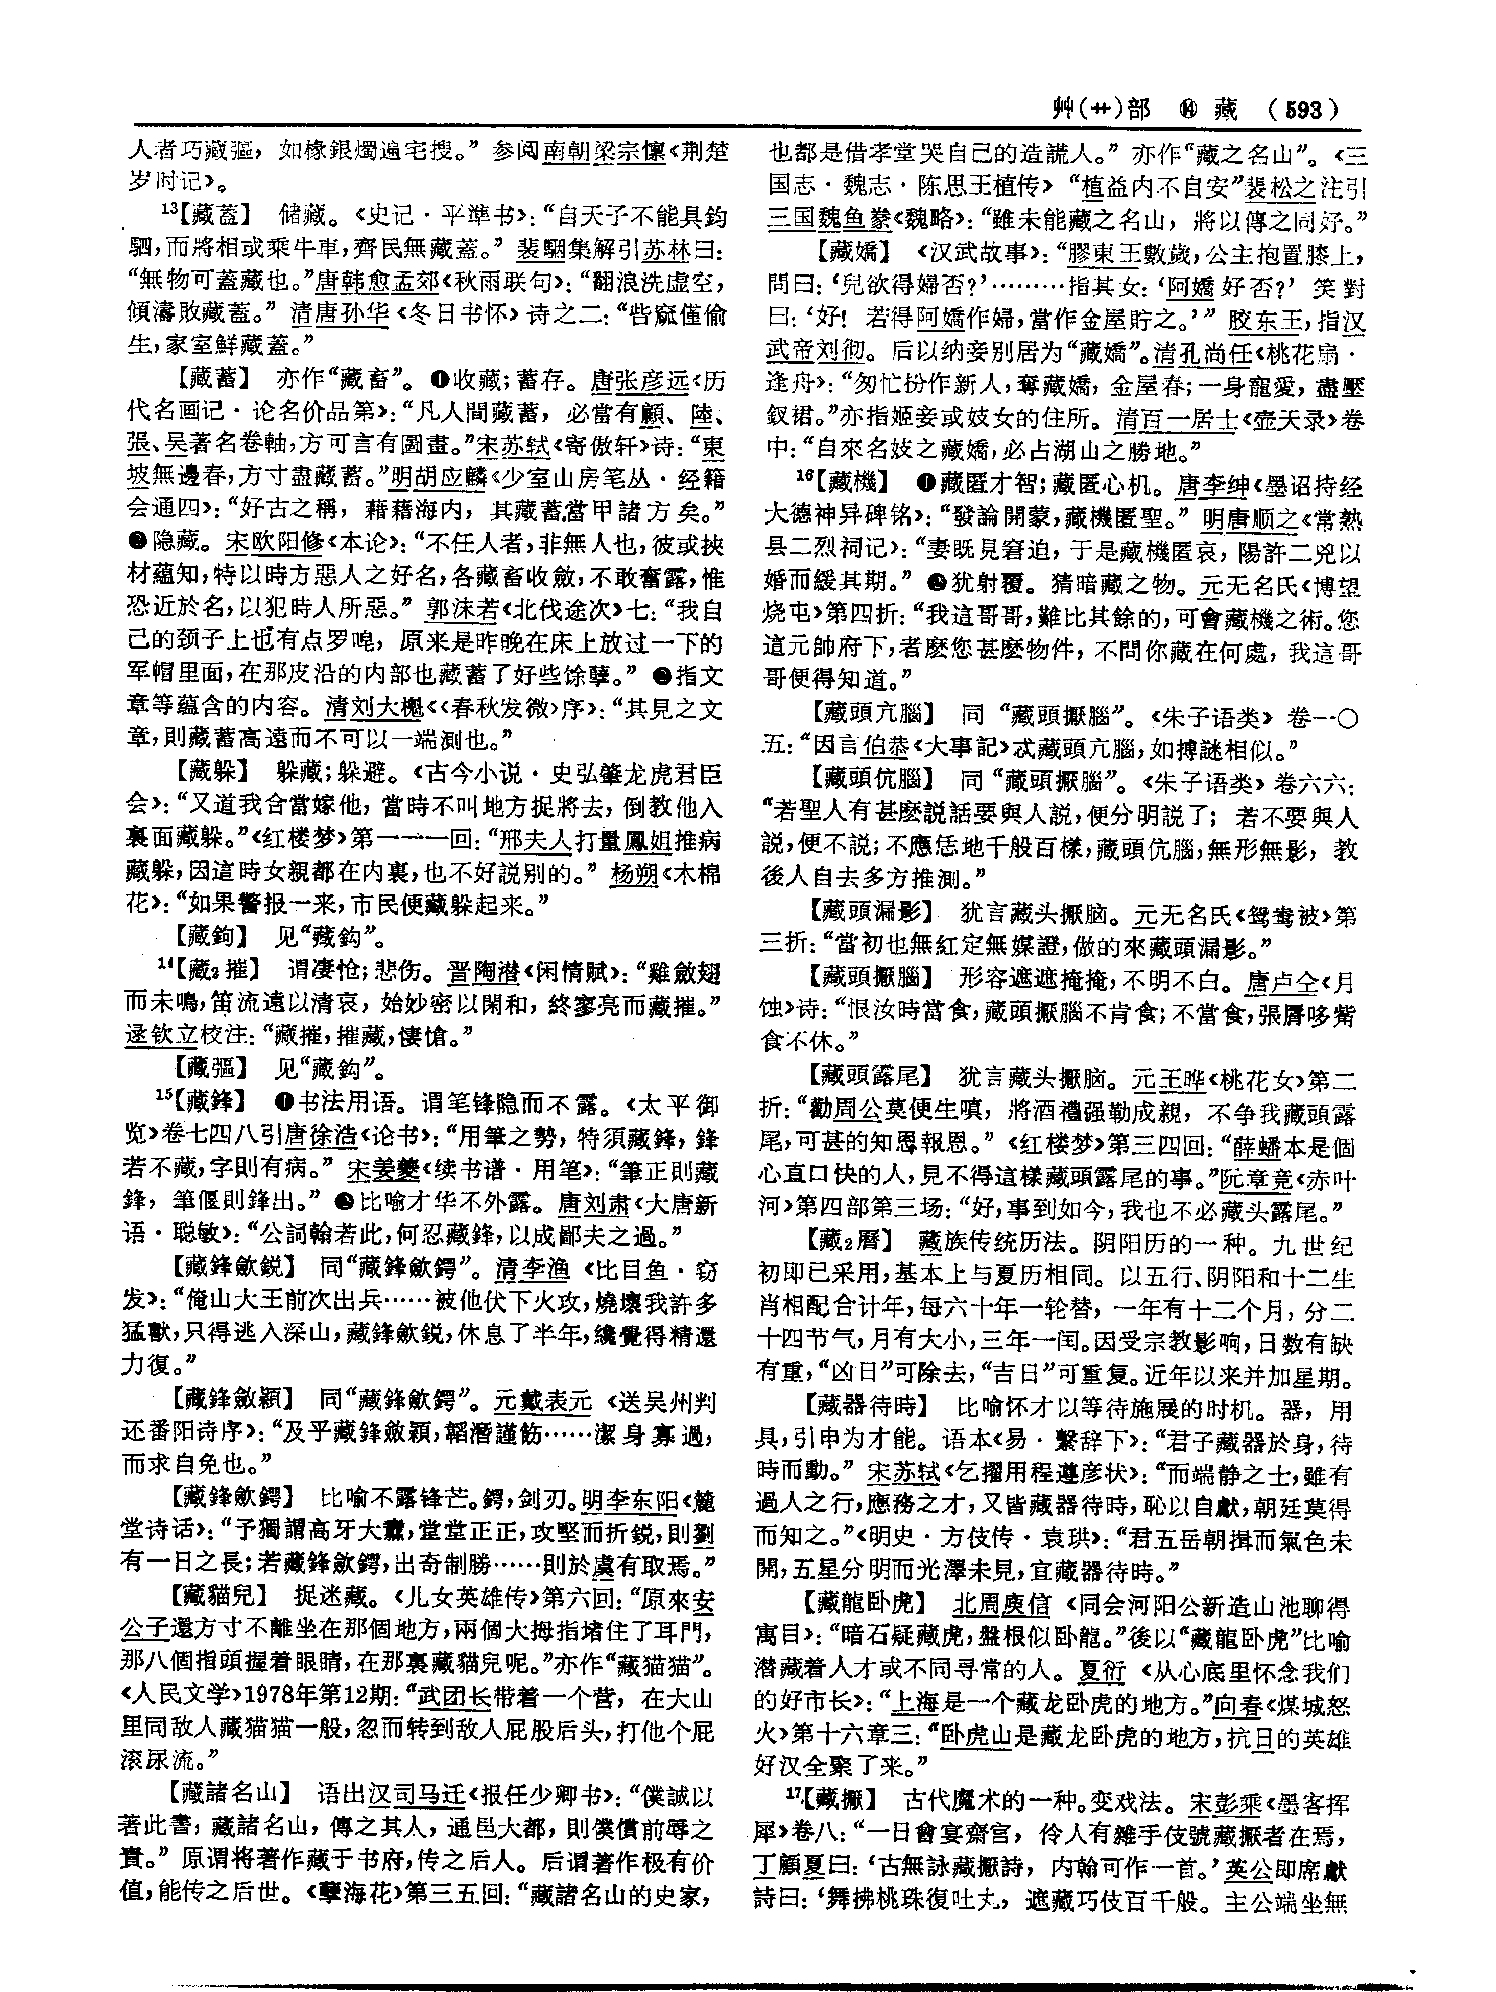 艸(艹)部　⑭　藏　(593)
人者巧藏彄，如椽銀燭遍宅搜。”参阅南朝梁宗懔《荆楚
岁时记》。
13【藏蓋】　储藏。《史记·平準书》：“自天子不能具鈞
駟，而將相或乘牛車，齊民無藏蓋。”裴駰集解引苏林曰：
“無物可蓋藏也。”唐韩愈孟郊《秋雨联句》：“翻浪洗虚空，
傾濤敗藏蓋。”清唐孙华《冬日书怀》诗之二：“呰窳僅偷
生，家室鮮藏蓋。”
【藏蓄】　亦作“藏畜”。❶收藏；蓄存。唐张彦远《历
代名画记·论名价品第》：“凡人間藏蓄，必當有顧、陸、
張、吴著名卷軸，方可言有圖畫。”宋苏轼《寄傲轩》诗：“東
坡無邊春，方寸盡藏蓄。”明胡应麟《少室山房笔丛·经籍
会通四》：“好古之稱，藉藉海内，其藏蓄當甲諸方矣。”
❷隐藏。宋欧阳修《本论》：“不任人者，非無人也，彼或挾
材藴知，特以時方惡人之好名，各藏畜收斂，不敢奮露，惟
恐近於名，以犯時人所惡。”郭沫若《北伐途次》七：“我自
己的颈子上也有点罗唣，原来是昨晚在床上放过一下的
军帽里面，在那皮沿的内部也藏蓄了好些馀孽。”❸指文
章等蕴含的内容。清刘大櫆《〈春秋发微〉序》：“其見之文
章，則藏蓄高遠而不可以一端測也。”
【藏躲】　躲藏；躲避。《古今小说·史弘肇龙虎君臣
会》：“又道我合當嫁他，當時不叫地方捉將去，倒教他入
裏面藏躲。”《红楼梦》第一一一回：“邢夫人打量鳳姐推病
藏躲，因這時女親都在内裏，也不好説别的。”杨朔《木棉
花》：“如果警报一来，市民便藏躲起来。”
【藏鉤】　见“藏鈎”。
14【藏2摧】　谓凄怆；悲伤。晋陶潜《闲情赋》：“雞斂翅
而未鳴，笛流遠以清哀，始妙密以閑和，終寥亮而藏摧。”
逯钦立校注：“藏摧，摧藏，悽愴。”
【藏彄】　见“藏鈎”。
15【藏鋒】　❶书法用语。谓笔锋隐而不露。《太平御
览》卷七四八引唐徐浩《论书》：“用筆之勢，特須藏鋒，鋒
若不藏，字則有病。”宋姜夔《续书谱·用笔》：“筆正則藏
鋒，筆偃則鋒出。”❷比喻才华不外露。唐刘肃《大唐新
语·聪敏》：“公詞翰若此，何忍藏鋒，以成鄙夫之過。”
【藏鋒歛鋭】　同“藏鋒歛鍔”。清李渔《比目鱼·窃
发》：“俺山大王前次出兵……被他伏下火攻，燒壞我許多
猛獸，只得逃入深山，藏鋒歛鋭，休息了半年，纔覺得精還
力復。”
【藏鋒斂穎】　同“藏鋒歛鍔”。元戴表元《送吴州判
还番阳诗序》：“及乎藏鋒斂穎，韜潛謹飭……潔身寡過，
而求自免也。”
【藏鋒歛鍔】　比喻不露锋芒。鍔，剑刃。明李东阳《麓
堂诗话》：“予獨謂高牙大纛，堂堂正正，攻堅而折鋭，則劉
有一日之長；若藏鋒歛鍔，出奇制勝……則於虞有取焉。”
【藏貓兒】　捉迷藏。《儿女英雄传》第六回：“原來安
公子還方寸不離坐在那個地方，兩個大拇指堵住了耳門，
那八個指頭握着眼睛，在那裏藏貓兒呢。”亦作“藏猫猫”。
《人民文学》1978年第12期：“武团长带着一个营，在大山
里同敌人藏猫猫一般，忽而转到敌人屁股后头，打他个屁
滚尿流。”
【藏諸名山】　语出汉司马迁《报任少卿书》：“僕誠以
著此書，藏諸名山，傳之其人，通邑大都，則僕償前辱之
責。”原谓将著作藏于书府，传之后人。后谓著作极有价
值，能传之后世。《孽海花》第三五回：“藏諸名山的史家，
也都是借孝堂哭自己的造謊人。”亦作“藏之名山”。《三
国志·魏志·陈思王植传》“植益内不自安”裴松之注引
三国魏鱼豢《魏略》：“雖未能藏之名山，將以傳之同好。”
【藏嬌】　《汉武故事》：“膠東王數歲，公主抱置膝上，
問曰：‘兒欲得婦否？’………指其女：‘阿嬌好否？’笑對
曰：‘好！若得阿嬌作婦，當作金屋貯之。’”胶东王，指汉
武帝刘彻。后以纳妾别居为“藏嬌”。清孔尚任《桃花扇·
逢舟》：“匆忙扮作新人，奪藏嬌，金屋春；一身寵愛，盡壓
釵裙。”亦指姬妾或妓女的住所。清百一居士《壶天录》卷
中：“自來名妓之藏嬌，必占湖山之勝地。”
16【藏機】　❶藏匿才智；藏匿心机。唐李绅《墨诏持经
大德神异碑铭》：“發論開蒙，藏機匿聖。”明唐顺之《常熟
县二烈祠记》：“妻既見窘迫，于是藏機匿哀，陽許二兇以
婚而緩其期。”❷犹射覆。猜暗藏之物。元无名氏《博望
烧屯》第四折：“我這哥哥，難比其餘的，可會藏機之術。您
這元帥府下，者麽您甚麽物件，不問你藏在何處，我這哥
哥便得知道。”
【藏頭亢腦】　同“藏頭摡腦”。《朱子语类》卷一〇
五：“因言伯恭《大事記》忒藏頭亢腦，如摶謎相似。”
【藏頭伉腦】　同“藏頭摡腦”。《朱子语类》卷六六：
“若聖人有甚麽説話要與人説，便分明説了；若不要與人
説，便不説；不應恁地千般百樣，藏頭伉腦，無形無影，教
後人自去多方推測。”
【藏頭漏影】　犹言藏头摡脑。元无名氏《鸳鸯被》第
三折：“當初也無紅定無媒證，做的來藏頭漏影。”
【藏頭摡腦】　形容遮遮掩掩，不明不白。唐卢仝《月
蚀》诗：“恨汝時當食，藏頭摡腦不肯食；不當食，張脣哆觜
食不休。”
【藏頭露尾】　犹言藏头摡脑。元王晔《桃花女》第二
折：“勸周公莫便生嗔，將酒禮强勒成親，不争我藏頭露
尾，可甚的知恩報恩。”《红楼梦》第三四回：“薛蟠本是個
心直口快的人，見不得這樣藏頭露尾的事。”阮章竞《赤叶
河》第四部第三场：“好，事到如今，我也不必藏头露尾。”
【藏2曆】　藏族传统历法。阴阳历的一种。九世纪
初即已采用，基本上与夏历相同。以五行、阴阳和十二生
肖相配合计年，每六十年一轮替，一年有十二个月，分二
十四节气，月有大小，三年一闰。因受宗教影响，日数有缺
有重，“凶日”可除去，“吉日”可重复。近年以来并加星期。
【藏器待時】　比喻怀才以等待施展的时机。器，用
具，引申为才能。语本《易·繫辞下》：“君子藏器於身，待
時而動。”宋苏轼《乞擢用程遵彦状》：“而端静之士，雖有
過人之行，應務之才，又皆藏器待時，恥以自獻，朝廷莫得
而知之。”《明史·方伎传·袁珙》：“君五岳朝揖而氣色未
開，五星分明而光澤未見，宜藏器待時。”
【藏龍卧虎】　北周庾信《同会河阳公新造山池聊得
寓目》：“暗石疑藏虎，盤根似卧龍。”後以“藏龍卧虎”比喻
潜藏着人才或不同寻常的人。夏衍《从心底里怀念我们
的好市长》：“上海是一个藏龙卧虎的地方。”向春《煤城怒
火》第十六章三：“卧虎山是藏龙卧虎的地方，抗日的英雄
好汉全聚了来。”
17【藏擫】　古代魔术的一种。变戏法。宋彭乘《墨客挥
犀》卷八：“一日會宴齋宫，伶人有雜手伎號藏擫者在焉，
丁顧夏曰：‘古無詠藏擫詩，内翰可作一首。’英公即席獻
詩曰：‘舞拂桃珠復吐丸，遮藏巧伎百千般。主公端坐無